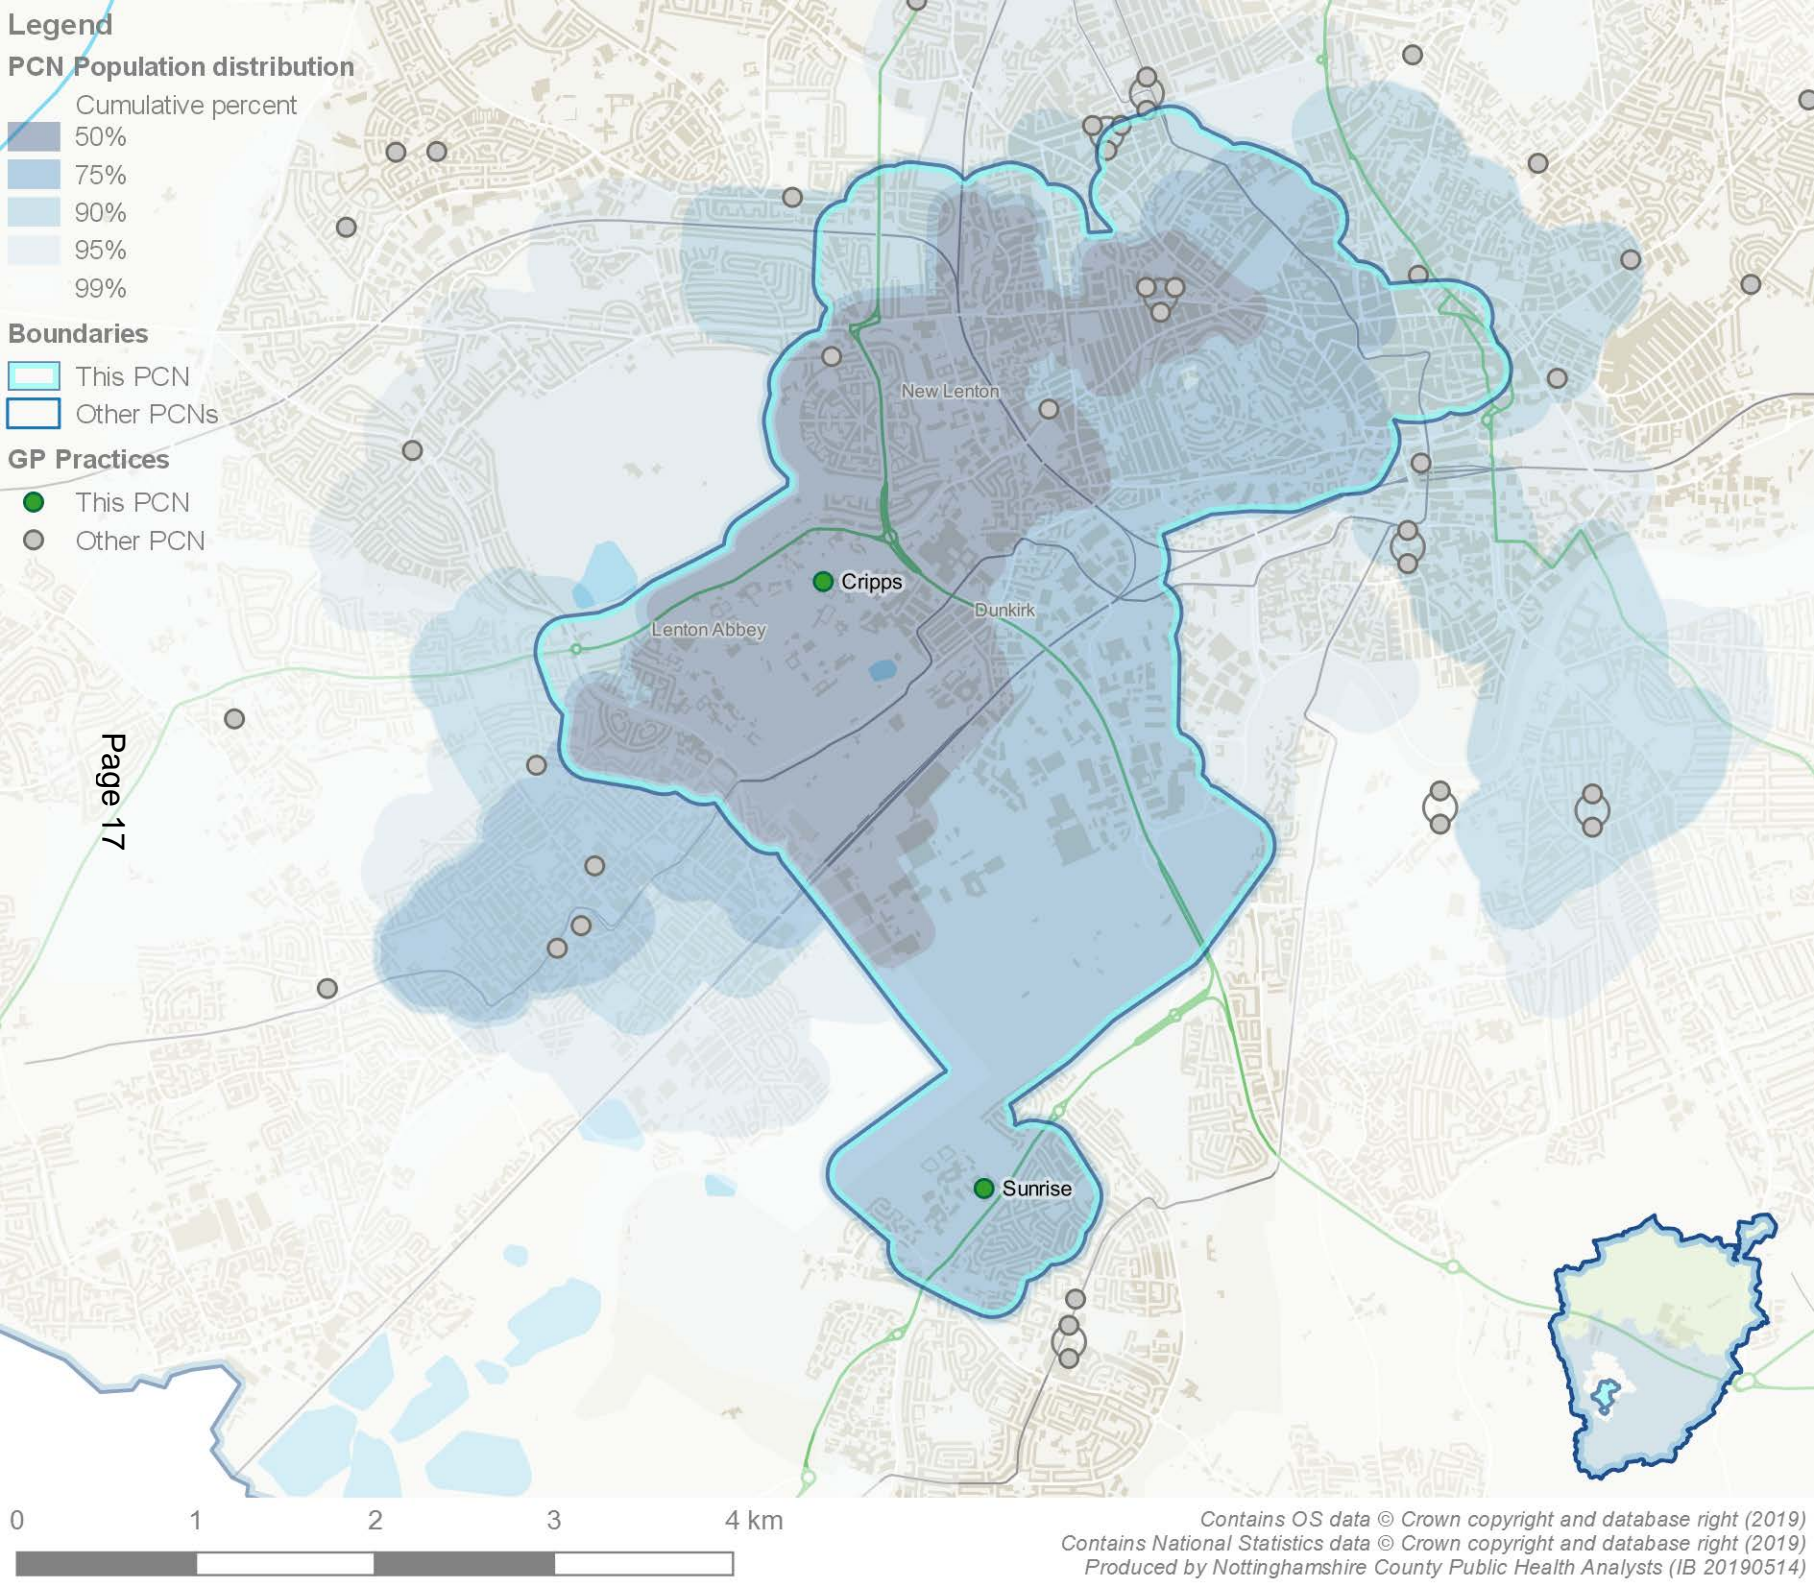 Legend
PCN Population distribution
Cumulative percent
50%
75%
90%
95%
99%
Boundaries
This PCN
Other PCNs
GP Practices
This PCN
Other PCN
New Lenton
Cripps
Dunkirk
Lenton Abbey
Page 17
Sunrise
0 1 2 3 4 km
Contains OS data © Crown copyright and database right (2019)
Contains National Statistics data © Crown copyright and database right (2019)
Produced by Nottinghamshire County Public Health Analysts (IB 20190514)